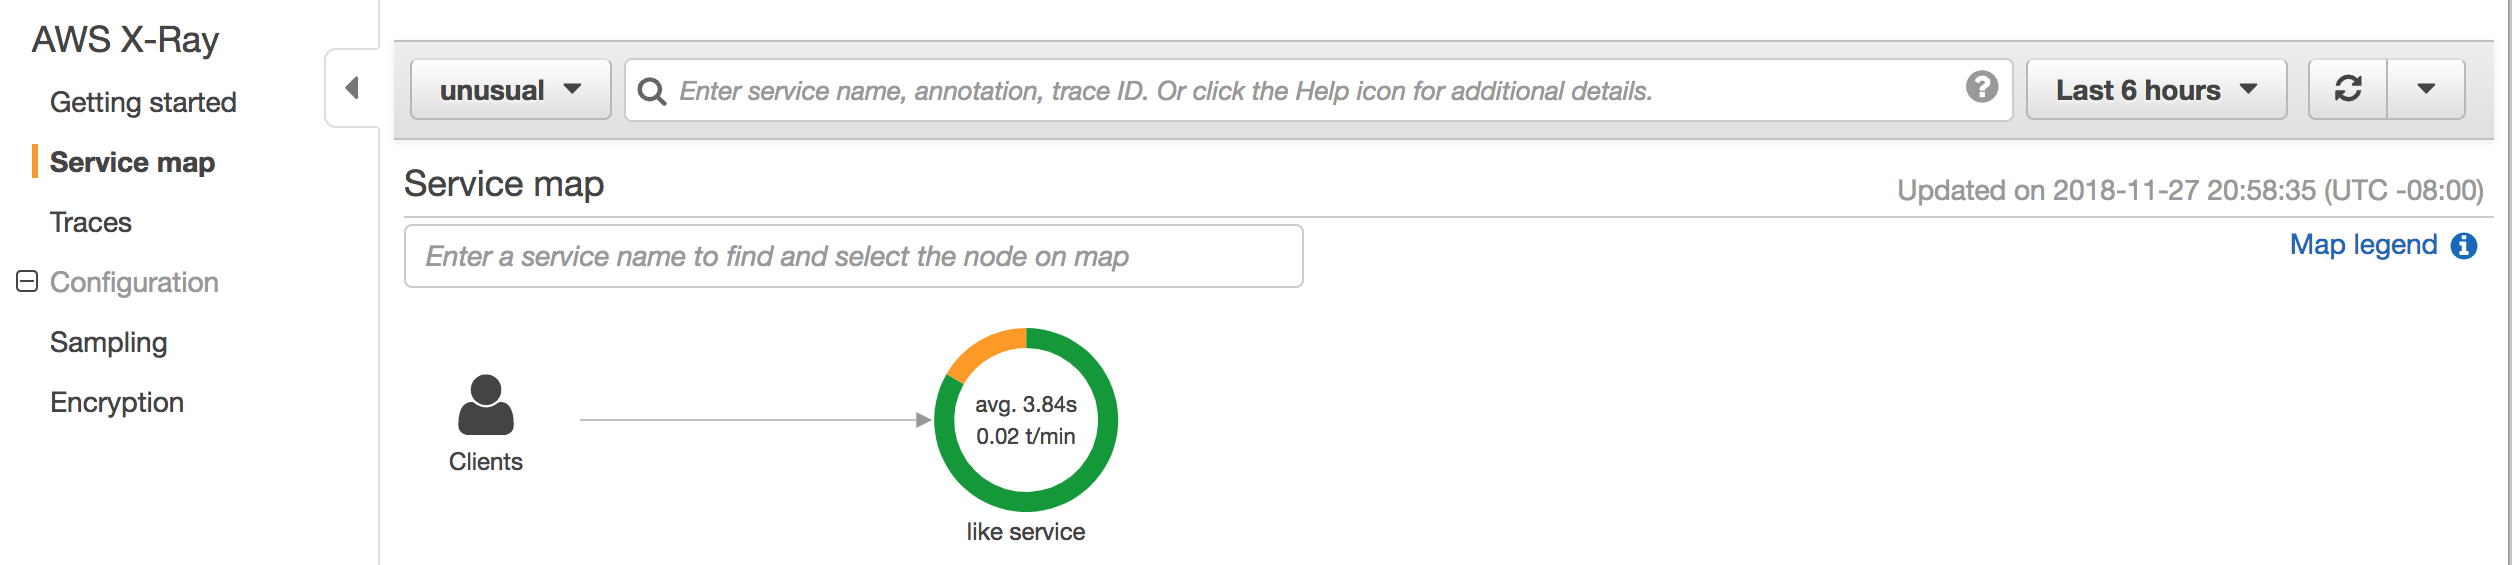 AWS X-Ray
Getting started
Service map
Traces
Configuration
Sampling
Encryption
unusual
Enter service name, annotation, trace ID. Or click the Help icon for additional details.
?
Last 6 hours
Service map
Updated on 2018-11-27 20:58:35 (UTC -08:00)
Enter a service name to find and select the node on map
Map legend i
avg. 3.84s
0.02 t/min
Clients
like service